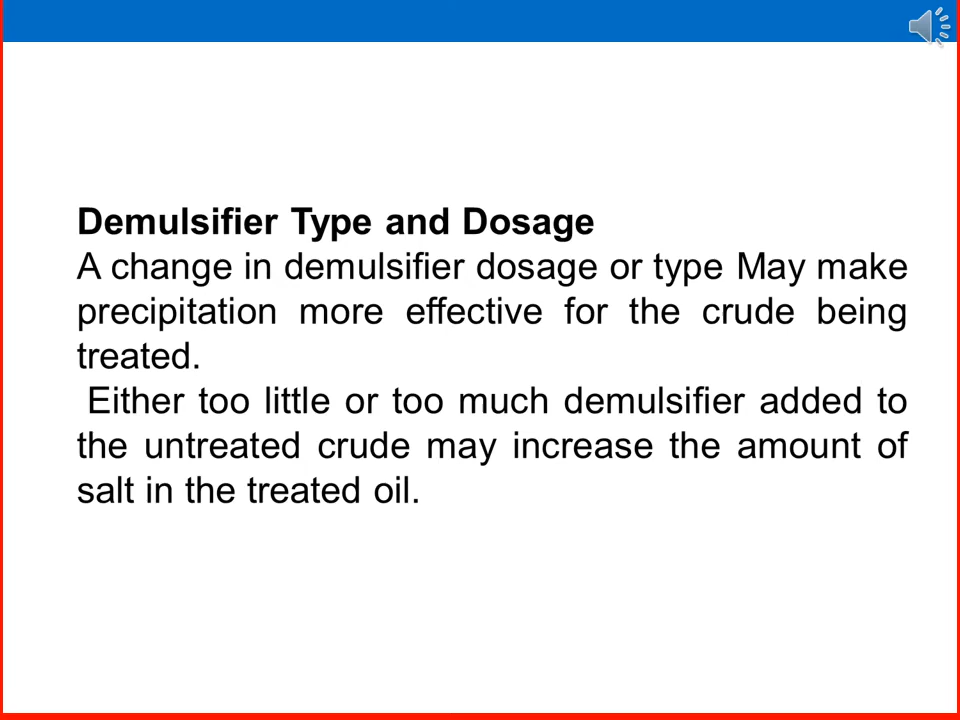 Demulsifier Type and Dosage
A change in demulsifier dosage or type May make
precipitation more effective for the crude being
treated.
Either too little or too much demulsifier added to
the untreated crude may increase the amount of
salt in the treated oil.